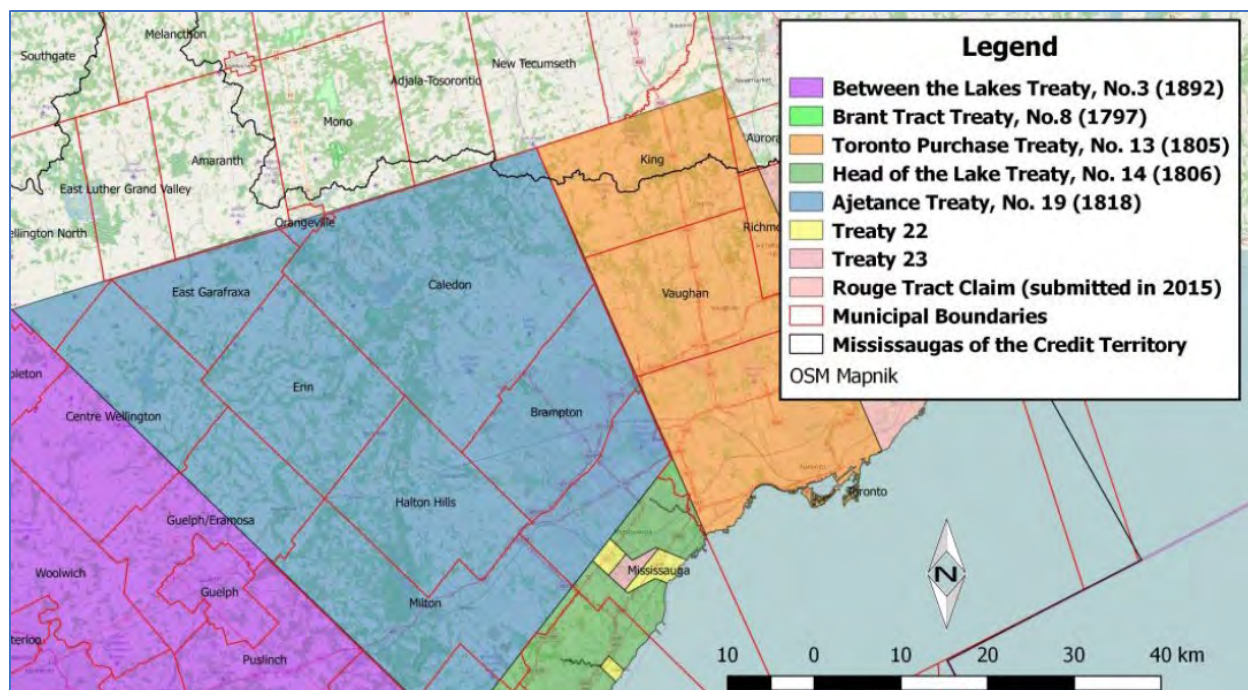 Southgate
Melancthon
New Tecumseth
Adjala-Tosorontio
Mono
Amaranth
East Luther Grand Valley
Orangeville
King
Aurora
East Garafraxa
Caledon
Vaughan
Erin
Centre Wellington
Brampton
Halton Hills
Toronto
Guelph/Eramosa
Mississauga
Woolwich
Guelph
Milton
Puslinch
Legend
Between the Lakes Treaty, No.3 (1892)
Brant Tract Treaty, No.8 (1797)
Toronto Purchase Treaty, No. 13 (1805)
Head of the Lake Treaty, No. 14 (1806)
Ajetance Treaty, No. 19 (1818)
Treaty 22
Treaty 23
Rouge Tract Claim (submitted in 2015)
Municipal Boundaries
Mississaugas of the Credit Territory
OSM Mapnik
N
10 0 10 20 30 40 km